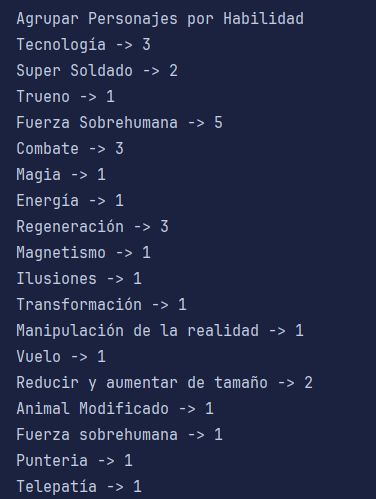 Agrupar Personajes por Habilidad
Tecnología -> 3
Super Soldado -> 2
Trueno -> 1
Fuerza Sobrehumana -> 5
Combate -> 3
Magia -> 1
Energía -> 1
Regeneración -> 3
Magnetismo -> 1
Ilusiones -> 1
Transformación -> 1
Manipulación de la realidad -> 1
Vuelo -> 1
Reducir y aumentar de tamaño -> 2
Animal Modificado -> 1
Fuerza sobrehumana -> 1
Punteria -> 1
Telepatía -> 1